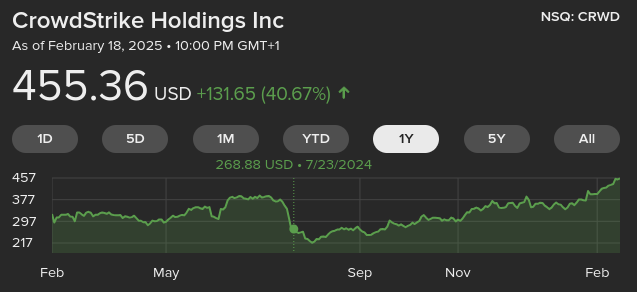 CrowdStrike Holdings Inc
NSQ: CRWD
As of February 18, 2025 • 10:00 PM GMT+1
455.36 USD +131.65 (40.67%) ↑
1D 5D 1M YTD 1Y 5Y All
268.88 USD • 7/23/2024
457
377
297
217
Feb May Sep Nov Feb